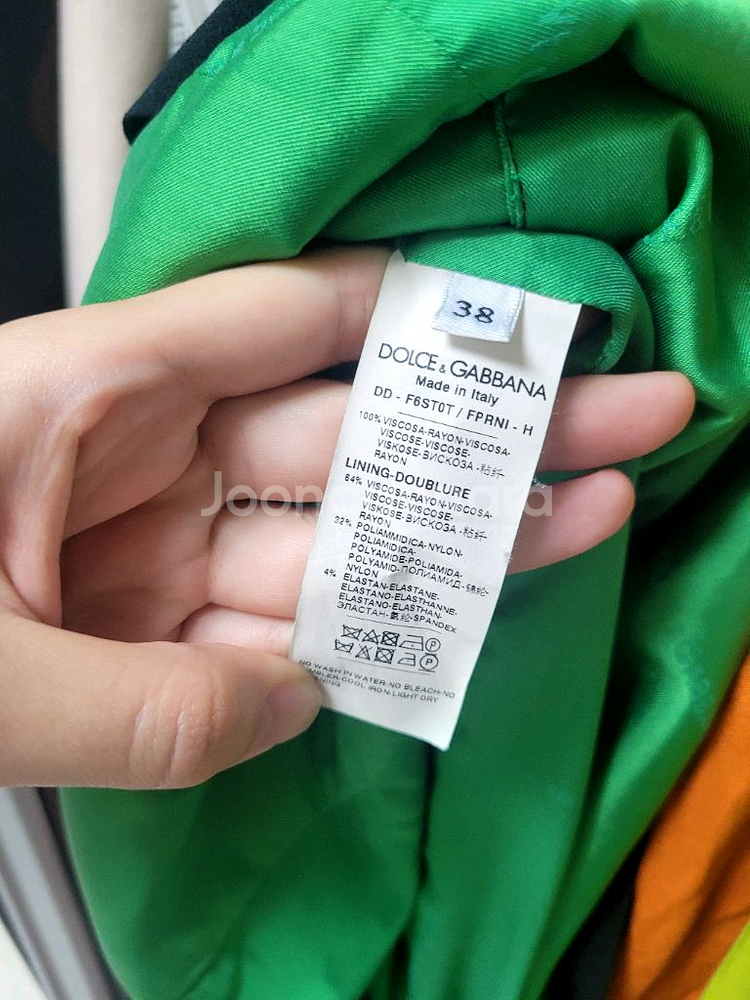 38
DOLCE & GABBANA
Made in Italy
DD - F6ST0T / FPRNI - H
100% VISCOSA-RAYON-VISCOSA-
VISCOSE-VISCOSE-
VISKOSE-ВИСКОЗА-粘纤
RAYON
LINING-DOUBLURE
64% VISCOSA-RAYON-VISCOSA-
VISCOSE-VISCOSE-
VISKOSE-ВИСКОЗА-粘纤
RAYON
32% POLIAMMIDICA-NYLON-
POLIAMIDICA-
POLYAMIDE-POLIAMIDA-
POLYAMID-ПОЛИАМИД-锦纶
NYLON
4% ELASTAN-ELASTANE-
ELASTANO-ELASTHANNE-
ELASTANO-ELASTHAN-
ЭЛАСТАН-氨纶-SPANDEX
NO WASH IN WATER-NO BLEACH-NO
COOL IRON-LIGHT DRY